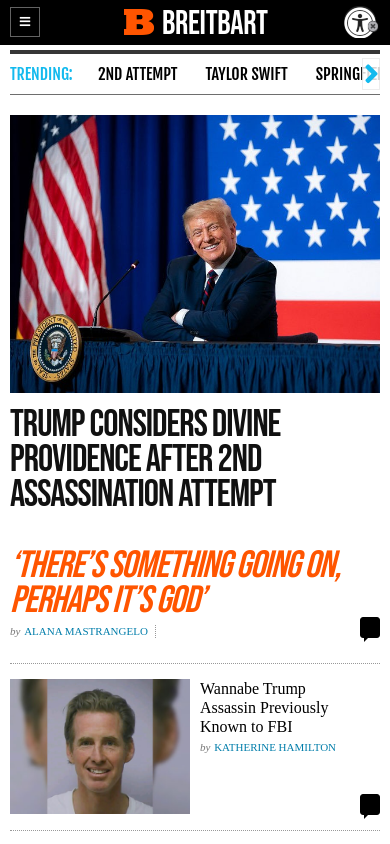 BREITBART
TRENDING:
2ND ATTEMPT
TAYLOR SWIFT
TRUMP CONSIDERS DIVINE
PROVIDENCE AFTER 2ND
ASSASSINATION ATTEMPT
‘THERE’S SOMETHING GOING ON,
PERHAPS IT’S GOD’
by ALANA MASTRANGELO
Wannabe Trump
Assassin Previously
Known to FBI
by KATHERINE HAMILTON